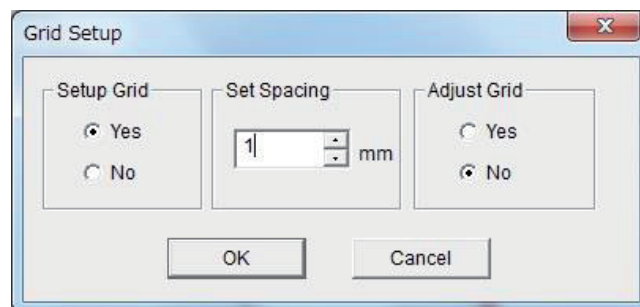 Grid Setup
Setup Grid
Yes
No
Set Spacing
1
mm
Adjust Grid
Yes
No
OK
Cancel